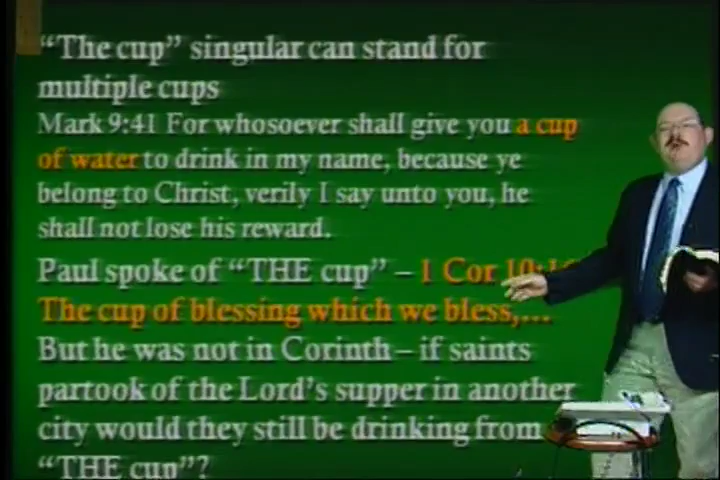 “The cup” singular can stand for
multiple cups
Mark 9:41 For whosoever shall give you a cup
of water to drink in my name, because ye
belong to Christ, verily I say unto you, he
shall not lose his reward.
Paul spoke of “THE cup” – 1 Cor 10:16
The cup of blessing which we bless,...
But he was not in Corinth – if saints
partook of the Lord’s supper in another
city would they still be drinking from
“THE cup”?